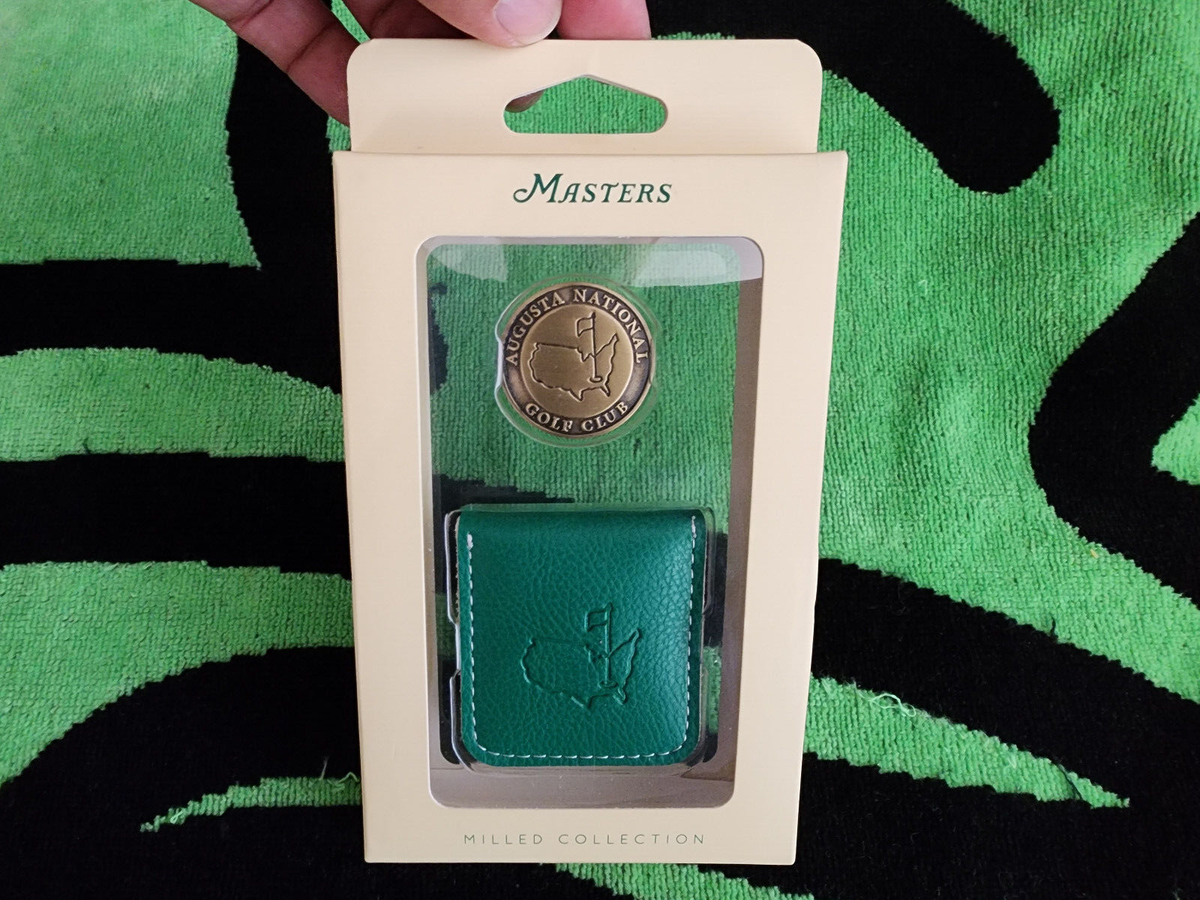 MASTERS
AUGUSTA NATIONAL
GOLF CLUB
MILLED COLLECTION